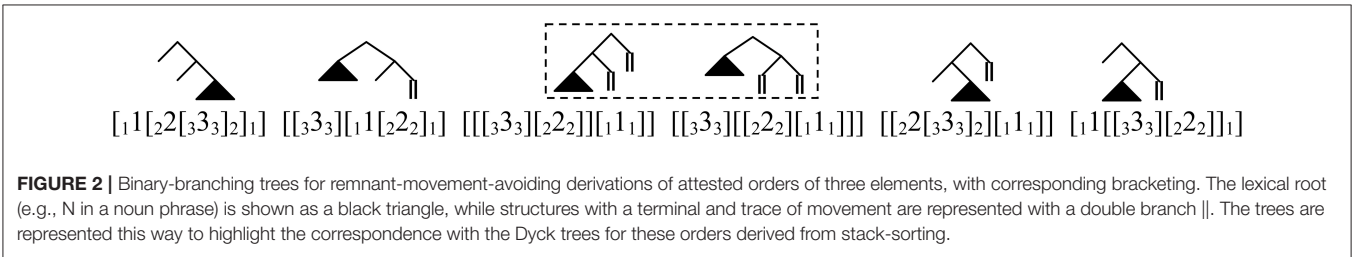 [₁1[₂2[₃3₃]₂]₁] [[₃3₃][₁1[₂2₂]₁] [[[₃3₃][₂2₂]][₁1₁]] [[₃3₃][[₂2₂][₁1₁]]] [[₂2[₃3₃]₂][₁1₁]] [₁1[[₃3₃][₂2₂]]₁]
FIGURE 2 | Binary-branching trees for remnant-movement-avoiding derivations of attested orders of three elements, with corresponding bracketing. The lexical root
(e.g., N in a noun phrase) is shown as a black triangle, while structures with a terminal and trace of movement are represented with a double branch ||. The trees are
represented this way to highlight the correspondence with the Dyck trees for these orders derived from stack-sorting.